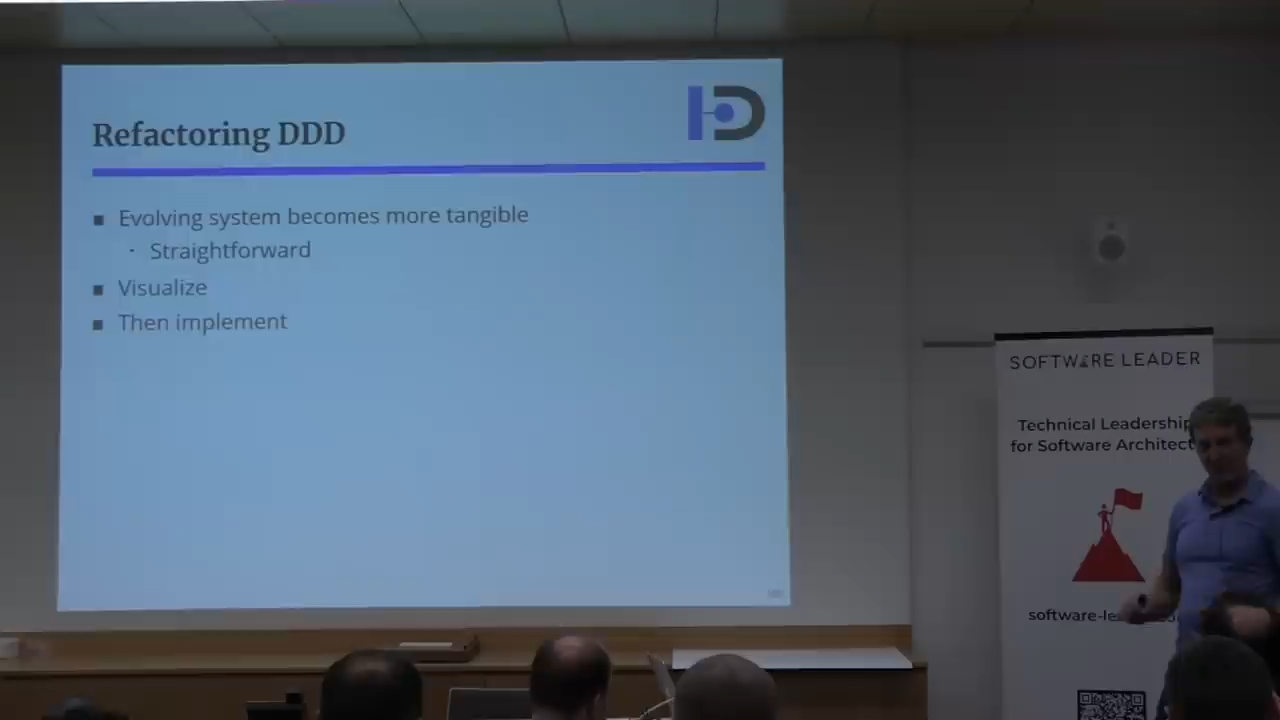 Refactoring DDD
Evolving system becomes more tangible
Straightforward
Visualize
Then implement
SOFTWARE LEADER
Technical Leadership
for Software Architect